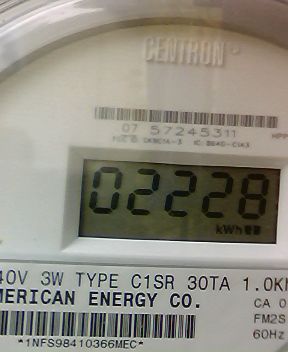 CENTRON
07 57245311
02228
kWh
40V 3W TYPE C1SR 30TA 1.0K
MERICAN ENERGY CO.
CA 0
FM2S
60Hz
*1NFS98410366MEC*